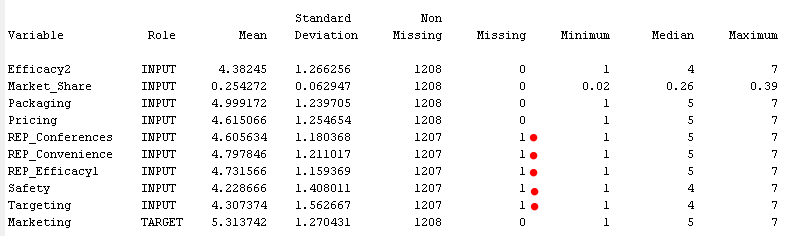 Standard Non
Variable Role Mean Deviation Missing Missing Minimum Median Maximum
Efficacy2 INPUT 4.38245 1.266256 1208 0 1 4 7
Market_Share INPUT 0.254272 0.062947 1208 0 0.02 0.26 0.39
Packaging INPUT 4.999172 1.239705 1208 0 1 5 7
Pricing INPUT 4.615066 1.254654 1208 0 1 5 7
REP_Conferences INPUT 4.605634 1.180368 1207 1 1 5 7
REP_Convenience INPUT 4.797846 1.211017 1207 1 1 5 7
REP_Efficacy1 INPUT 4.731566 1.159369 1207 1 1 5 7
Safety INPUT 4.228666 1.408011 1207 1 1 4 7
Targeting INPUT 4.307374 1.562667 1207 1 1 4 7
Marketing TARGET 5.313742 1.270431 1208 0 1 5 7